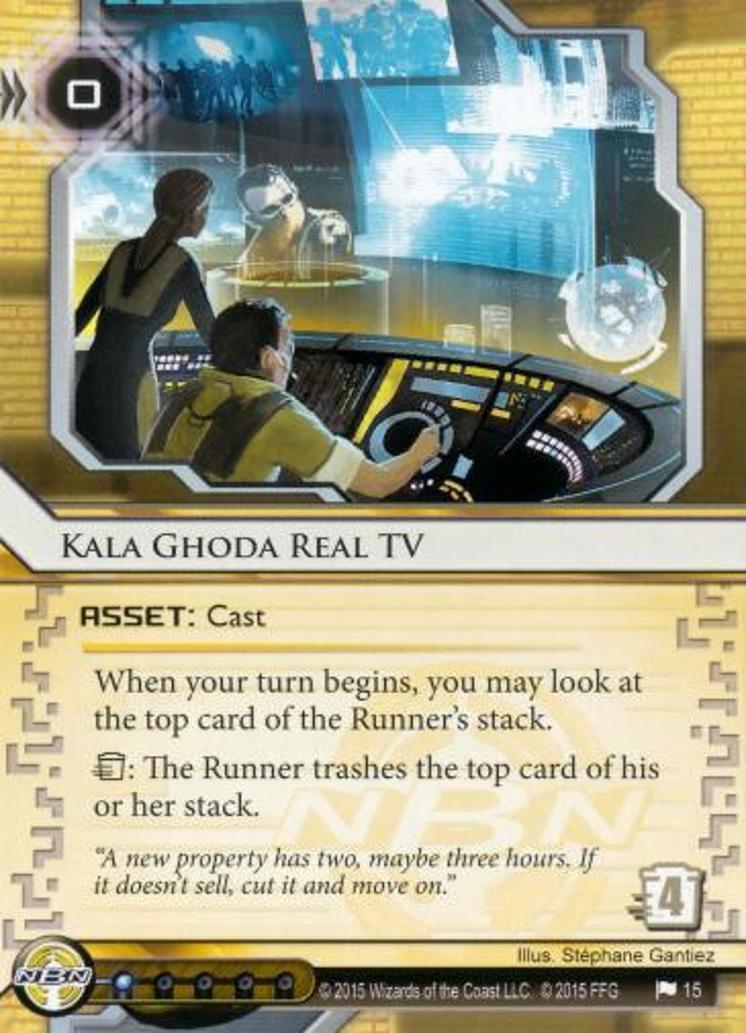 0
KALA GHODA REAL TV
ASSET: Cast
When your turn begins, you may look at
the top card of the Runner's stack.
: The Runner trashes the top card of his
or her stack.
NBN
"A new property has two, maybe three hours. If
it doesn't sell, cut it and move on."
4
Illus. Stéphane Gantiez
NBN
© 2015 Wizards of the Coast LLC © 2015 FFG
15